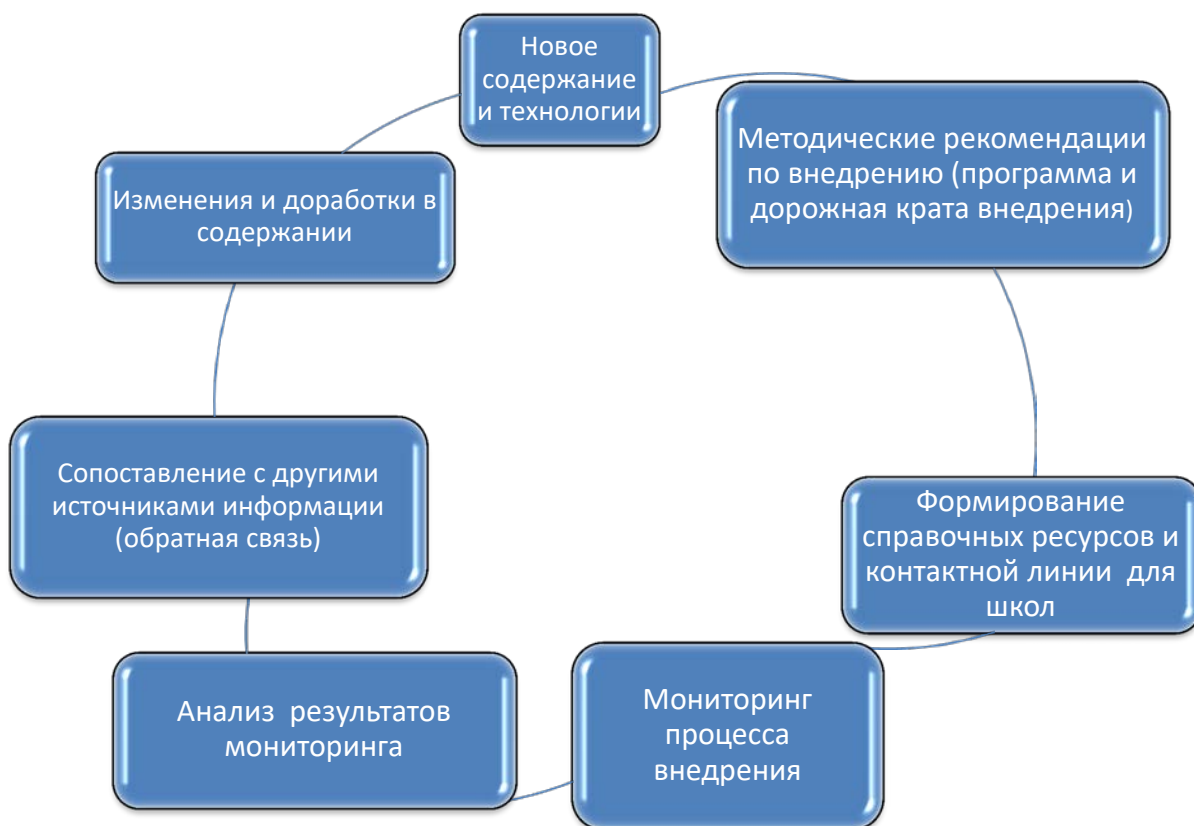 Новое
содержание
и технологии
Методические рекомендации
по внедрению (программа и
дорожная крата внедрения)
Формирование
справочных ресурсов и
контактной линии для
школ
Мониторинг
процесса
внедрения
Анализ результатов
мониторинга
Сопоставление с другими
источниками информации
(обратная связь)
Изменения и доработки в
содержании